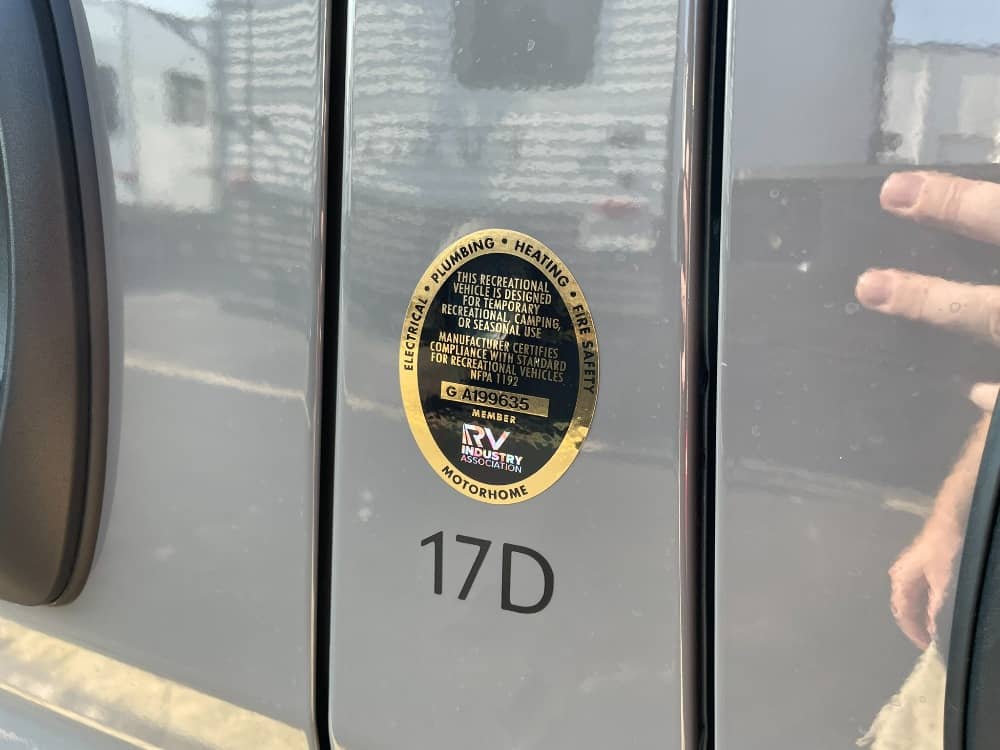 ELECTRICAL • PLUMBING • HEATING • FIRE SAFETY
THIS RECREATIONAL
VEHICLE IS DESIGNED
FOR TEMPORARY
RECREATIONAL, CAMPING,
OR SEASONAL USE
MANUFACTURER CERTIFIES
COMPLIANCE WITH STANDARD
FOR RECREATIONAL VEHICLES
NFPA 1192
G A199635
MEMBER
RV
INDUSTRY
ASSOCIATION
MOTORHOME
17D